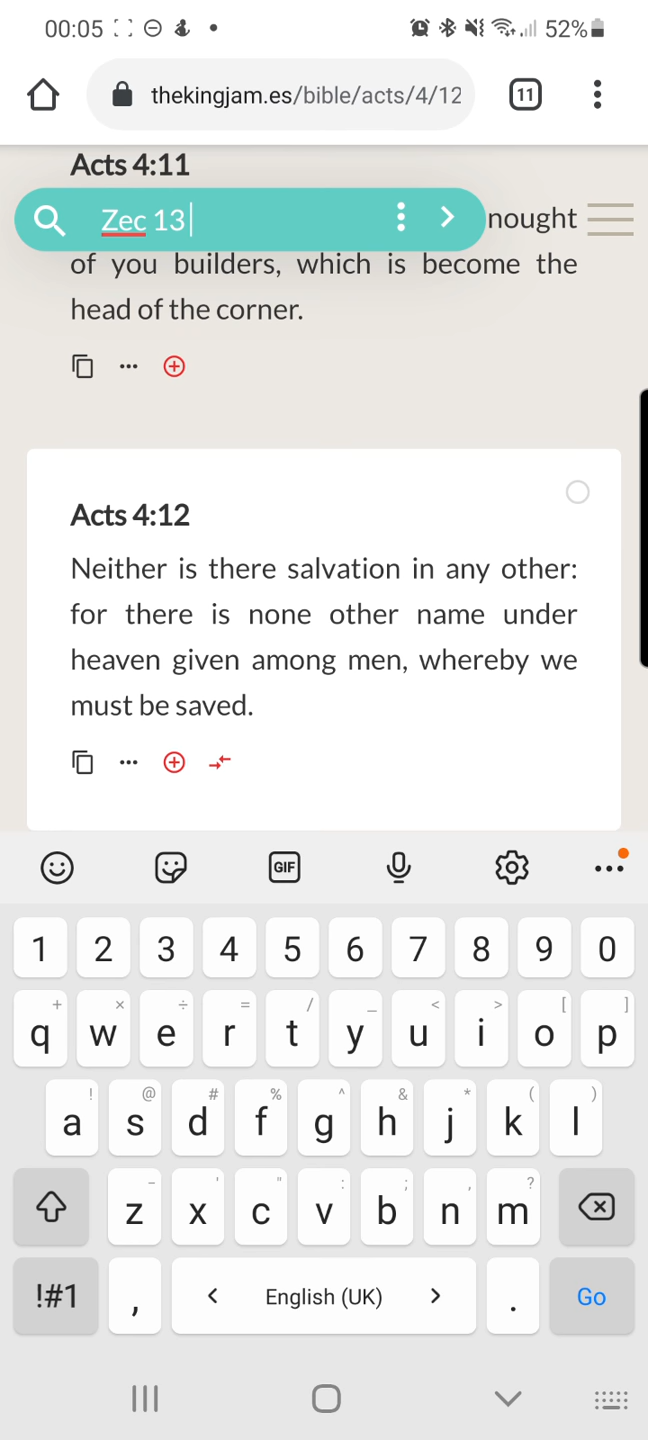 00:05 52%
thekingjam.es/bible/acts/4/12 11
Acts 4:11
Zec 13 nought
of you builders, which is become the
head of the corner.
Acts 4:12
Neither is there salvation in any other:
for there is none other name under
heaven given among men, whereby we
must be saved.
GIF
1 2 3 4 5 6 7 8 9 0
+ × ÷ = / _ < > [ ]
q w e r t y u i o p
! @ # % ^ & * ( )
a s d f g h j k l
- ' " : ; , ?
z x c v b n m
!#1 , < English (UK) > . Go